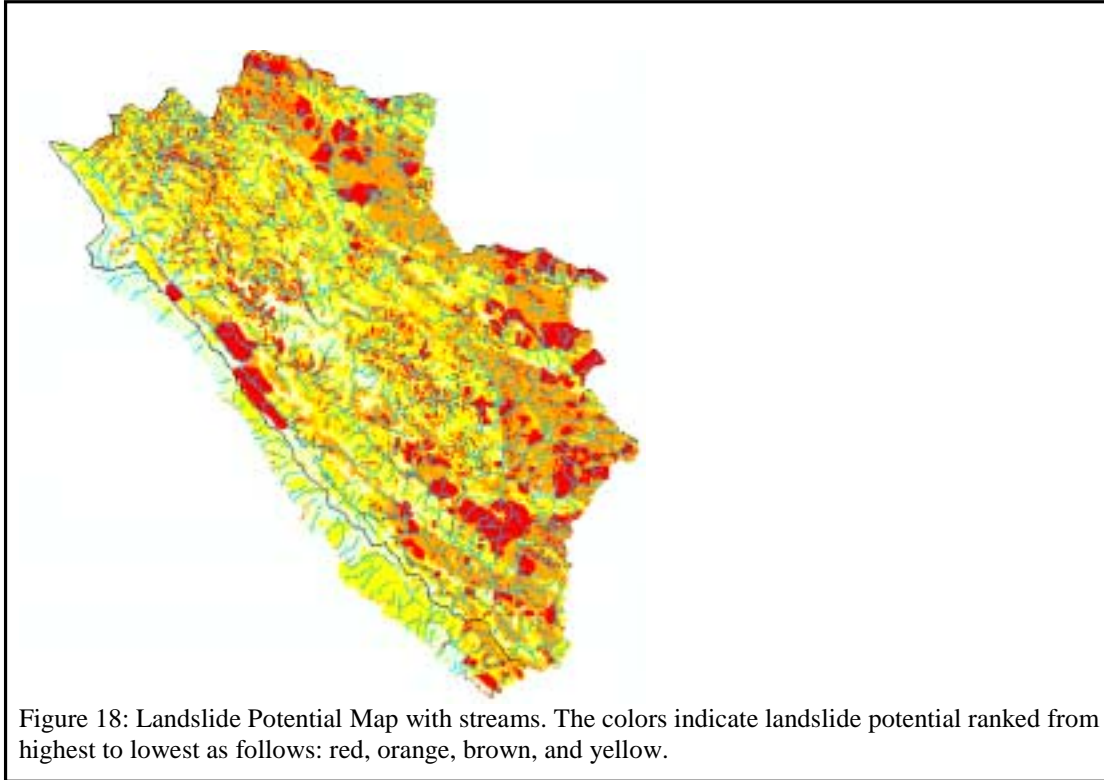 Figure 18: Landslide Potential Map with streams. The colors indicate landslide potential ranked from
highest to lowest as follows: red, orange, brown, and yellow.